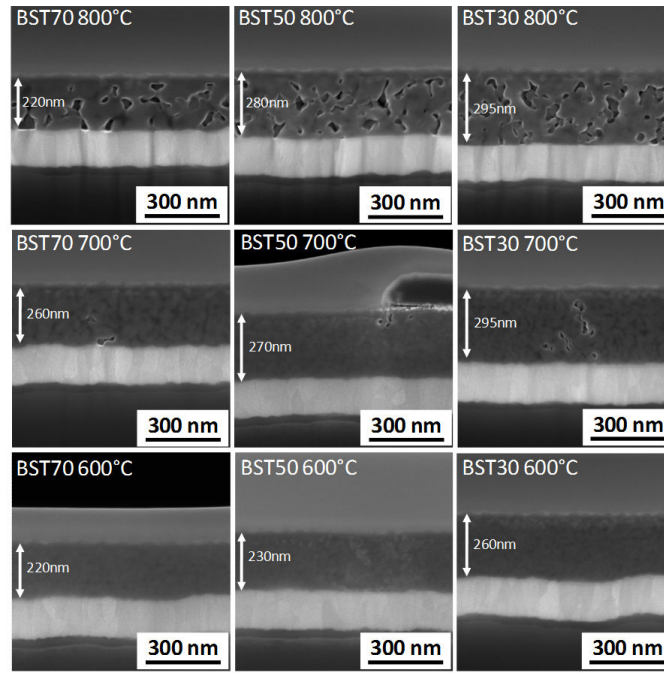 BST70 800°C
220nm
300 nm
BST50 800°C
280nm
300 nm
BST30 800°C
295nm
300 nm
BST70 700°C
260nm
300 nm
BST50 700°C
270nm
300 nm
BST30 700°C
295nm
300 nm
BST70 600°C
220nm
300 nm
BST50 600°C
230nm
300 nm
BST30 600°C
260nm
300 nm